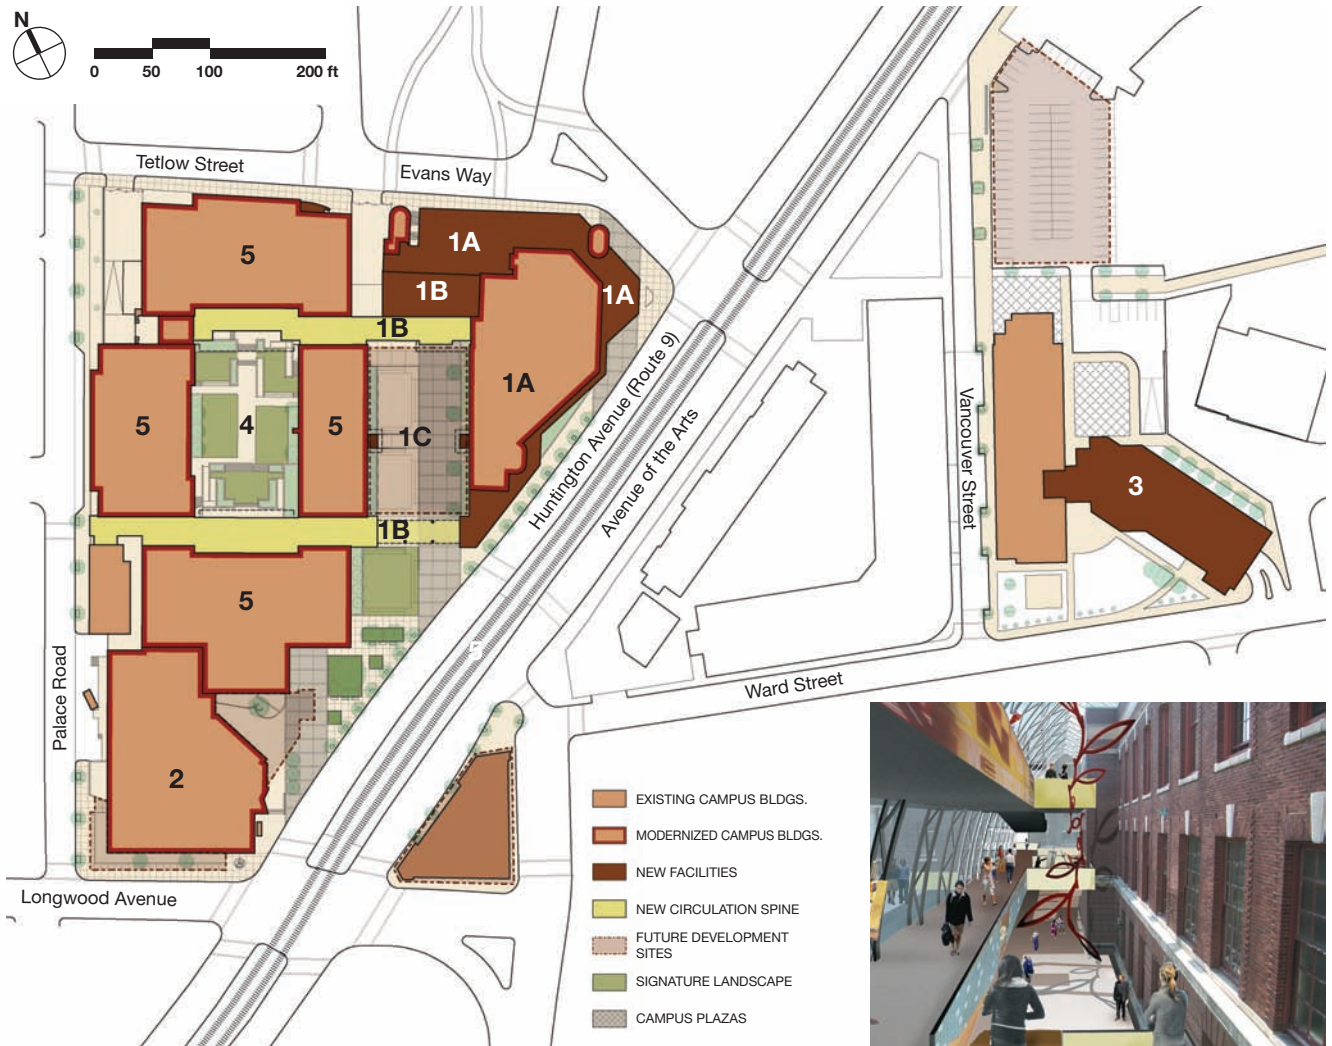 N
0 50 100 200 ft
Tetlow Street
Evans Way
5
1A
1B
1A
1B
5
4
5
1C
1A
1B
5
2
3
Huntington Avenue (Route 9)
Avenue of the Arts
Vancouver Street
Palace Road
Ward Street
Longwood Avenue
EXISTING CAMPUS BLDGS.
MODERNIZED CAMPUS BLDGS.
NEW FACILITIES
NEW CIRCULATION SPINE
FUTURE DEVELOPMENT
SITES
SIGNATURE LANDSCAPE
CAMPUS PLAZAS